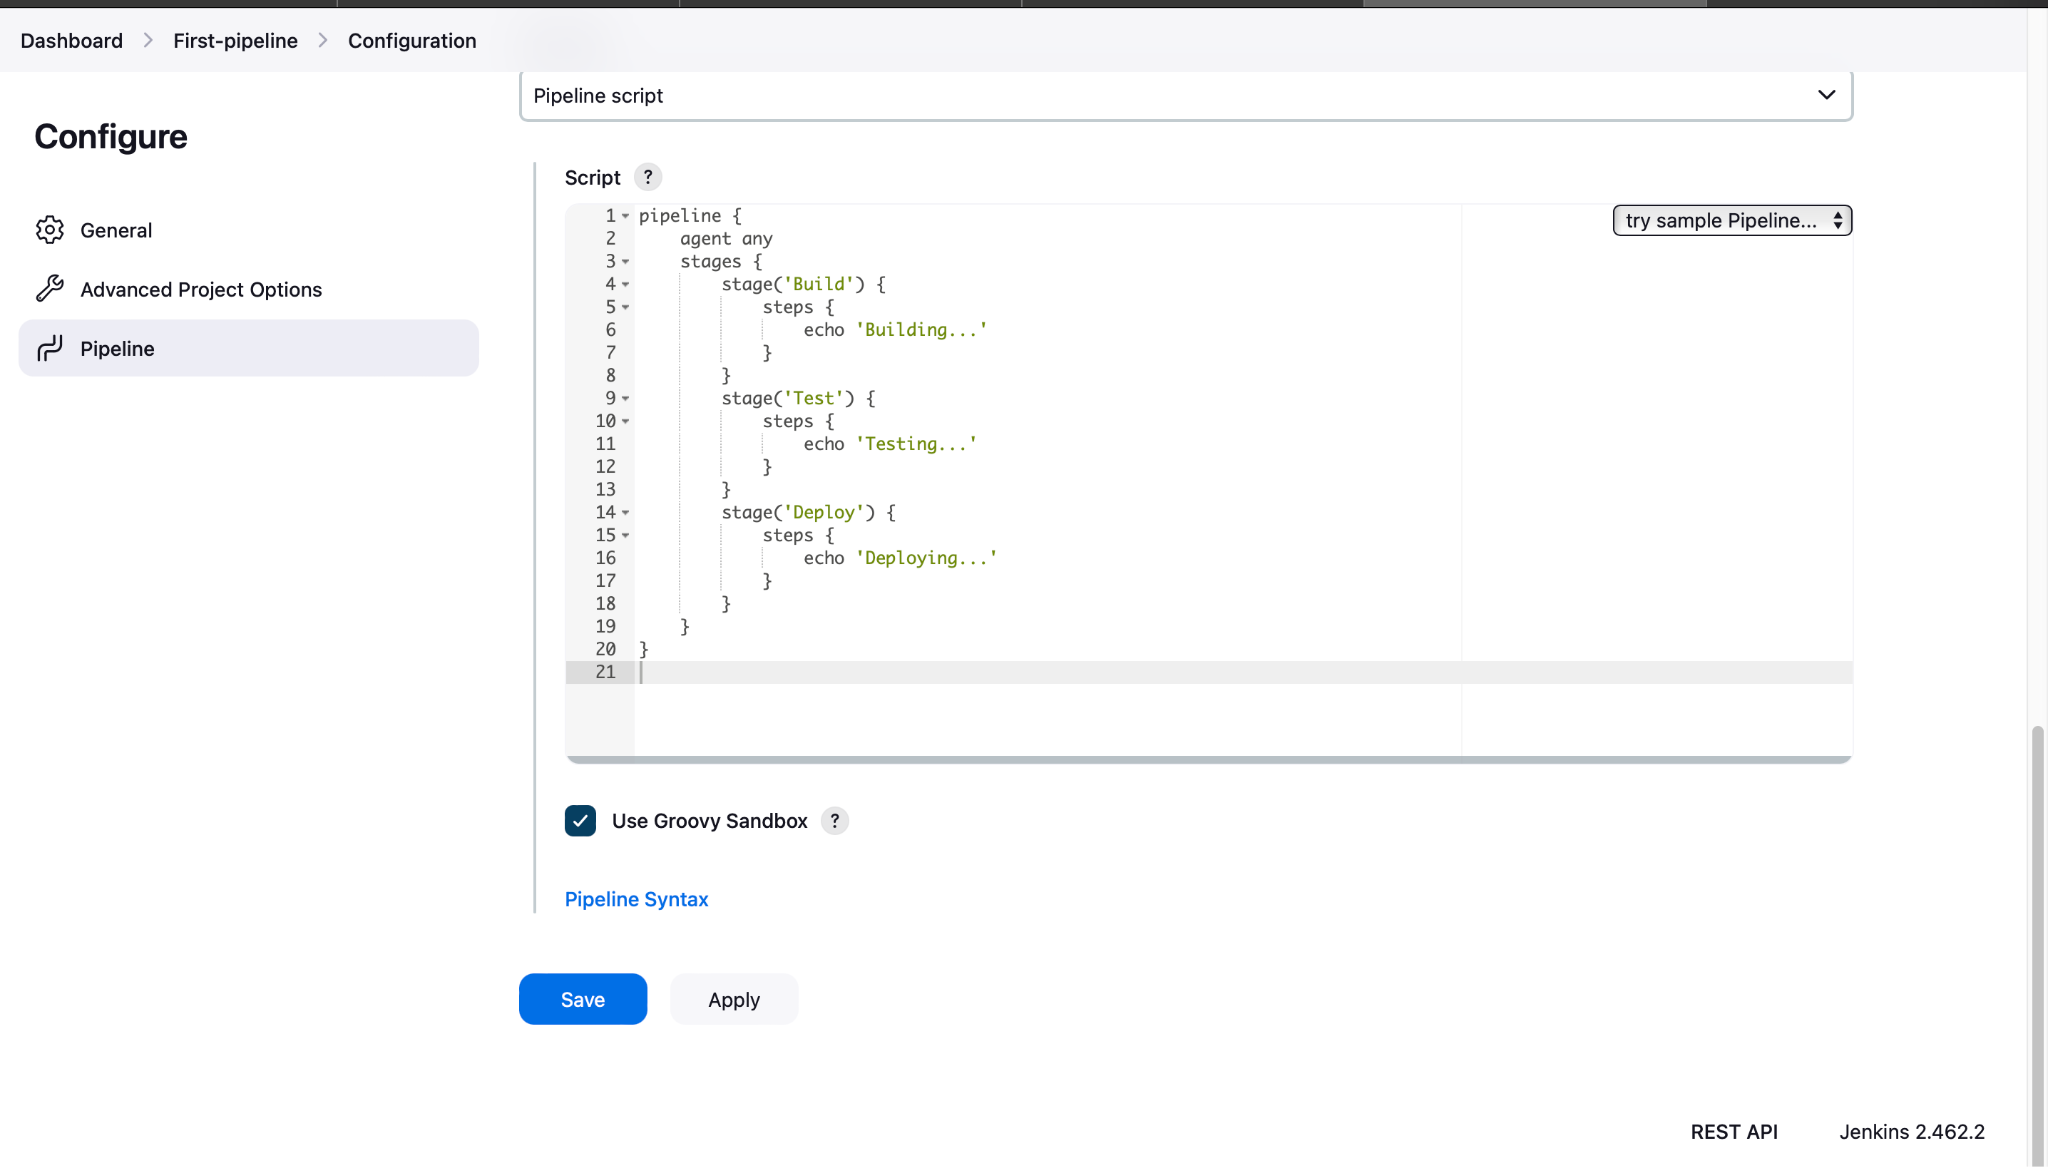 Dashboard > First-pipeline > Configuration
Pipeline script
Configure
General
Advanced Project Options
Pipeline
Script ?
try sample Pipeline...
1 pipeline {
2     agent any
3     stages {
4         stage('Build') {
5             steps {
6                 echo 'Building...'
7             }
8         }
9         stage('Test') {
10             steps {
11                 echo 'Testing...'
12             }
13         }
14         stage('Deploy') {
15             steps {
16                 echo 'Deploying...'
17             }
18         }
19     }
20 }
21
Use Groovy Sandbox ?
Pipeline Syntax
Save Apply
REST API Jenkins 2.462.2